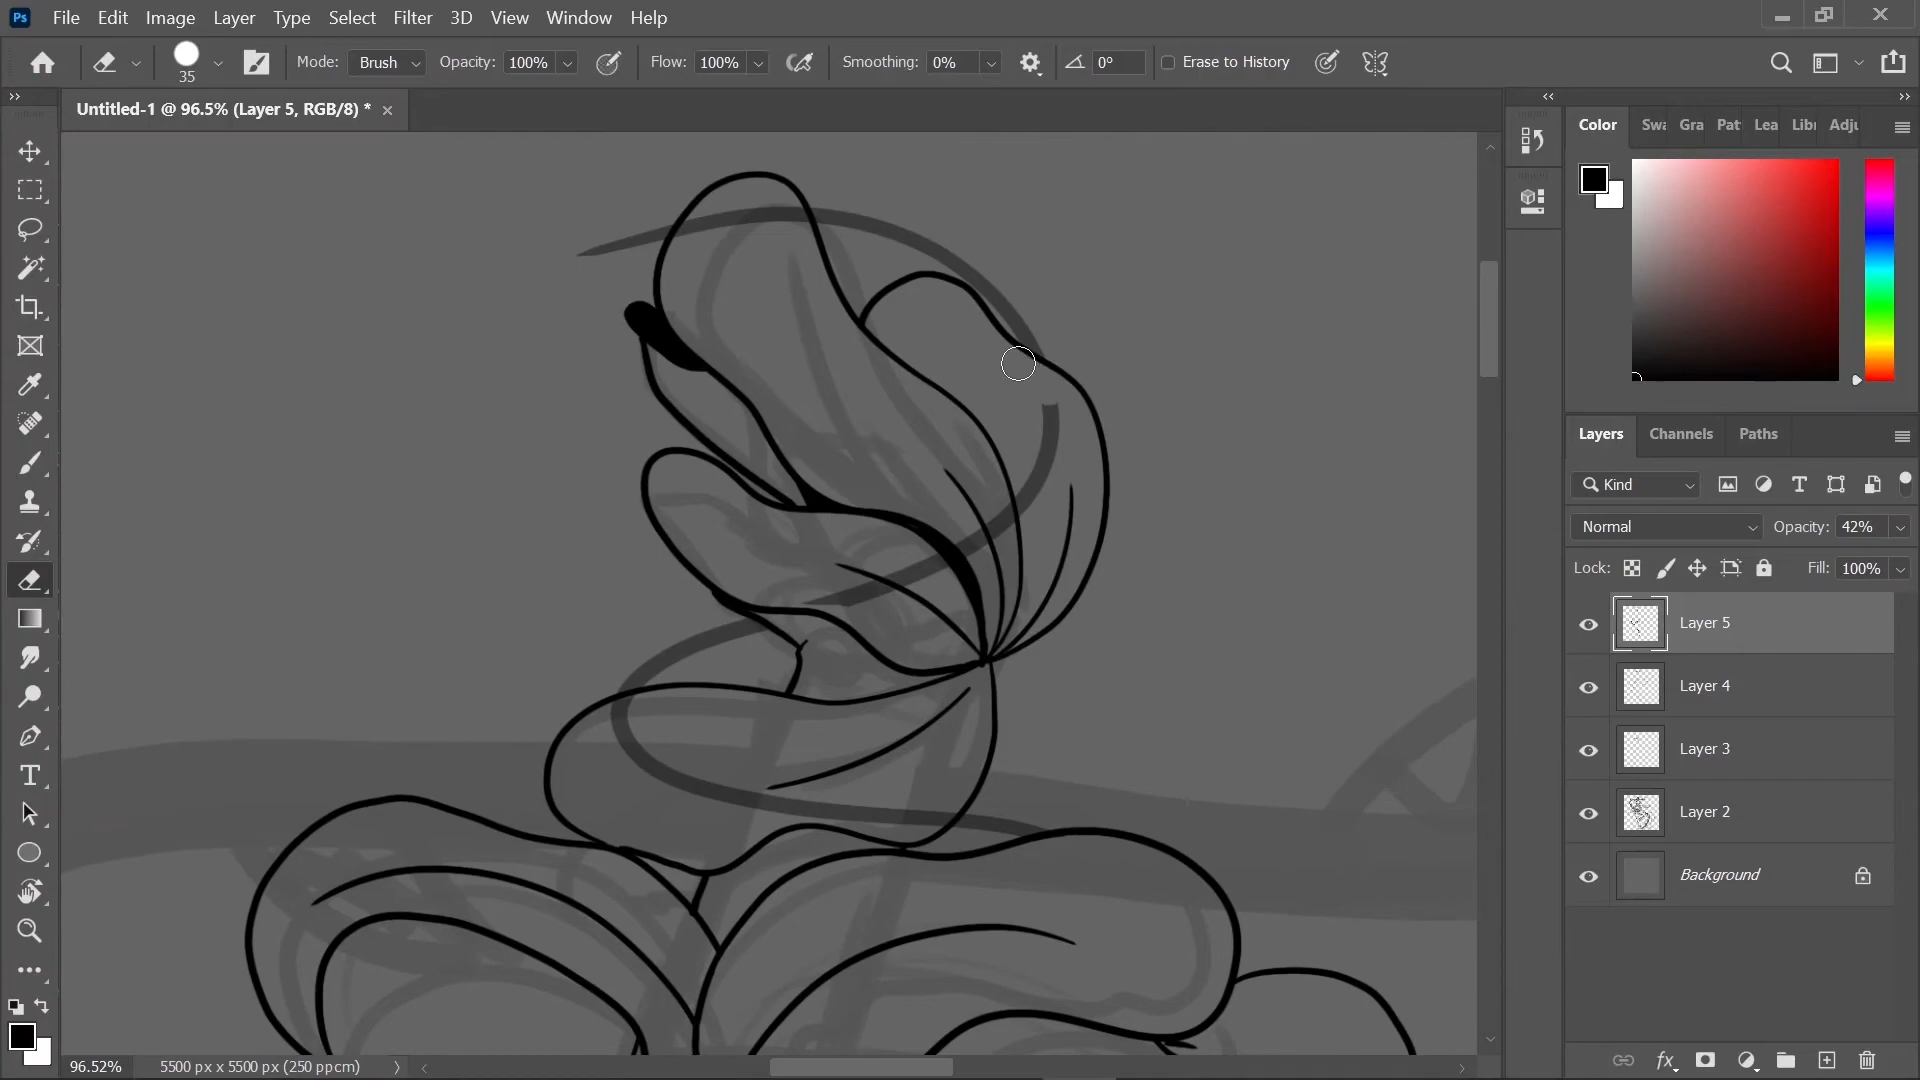 Ps File Edit Image Layer Type Select Filter 3D View Window Help
35 Mode: Brush Opacity: 100% Flow: 100% Smoothing: 0% 0° Erase to History
Untitled-1 @ 96.5% (Layer 5, RGB/8) *
Color Swa Gra Pat Lea Libr Adju
Layers Channels Paths
Kind
Normal Opacity: 42%
Lock: Fill: 100%
Layer 5
Layer 4
Layer 3
Layer 2
Background
96.52% 5500 px x 5500 px (250 ppcm)